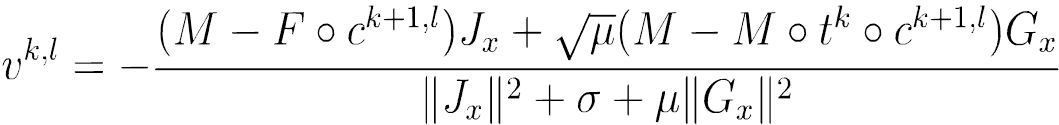 v^{k,l} = -\frac{(M - F \circ c^{k+1,l})J_x + \sqrt{\mu}(M - M \circ t^k \circ c^{k+1,l})G_x}{\|J_x\|^2 + \sigma + \mu\|G_x\|^2}